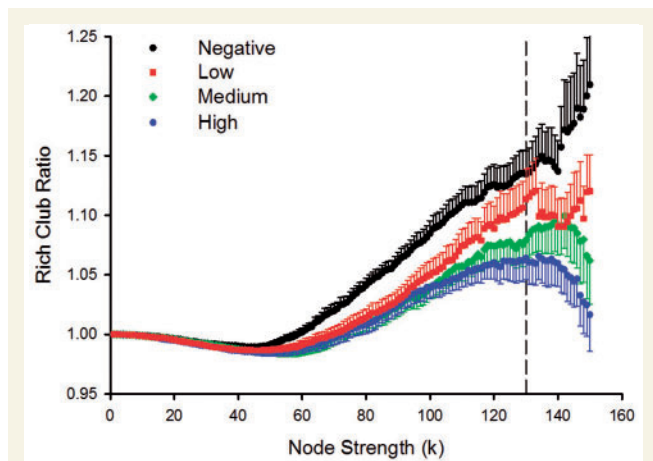 1.25
Negative
Low
1.20
Medium
High
1.15
1.10
1.05
1.00
0.95
Rich Club Ratio
0 20 40 60 80 100 120 140 160
Node Strength (k)